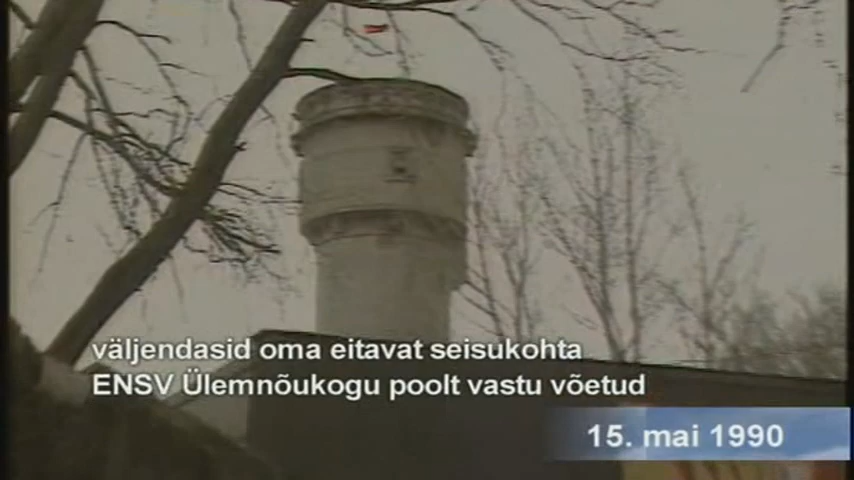 väljendasid oma eitavat seisukohta
ENSV Ülemnõukogu poolt vastu võetud
15. mai 1990